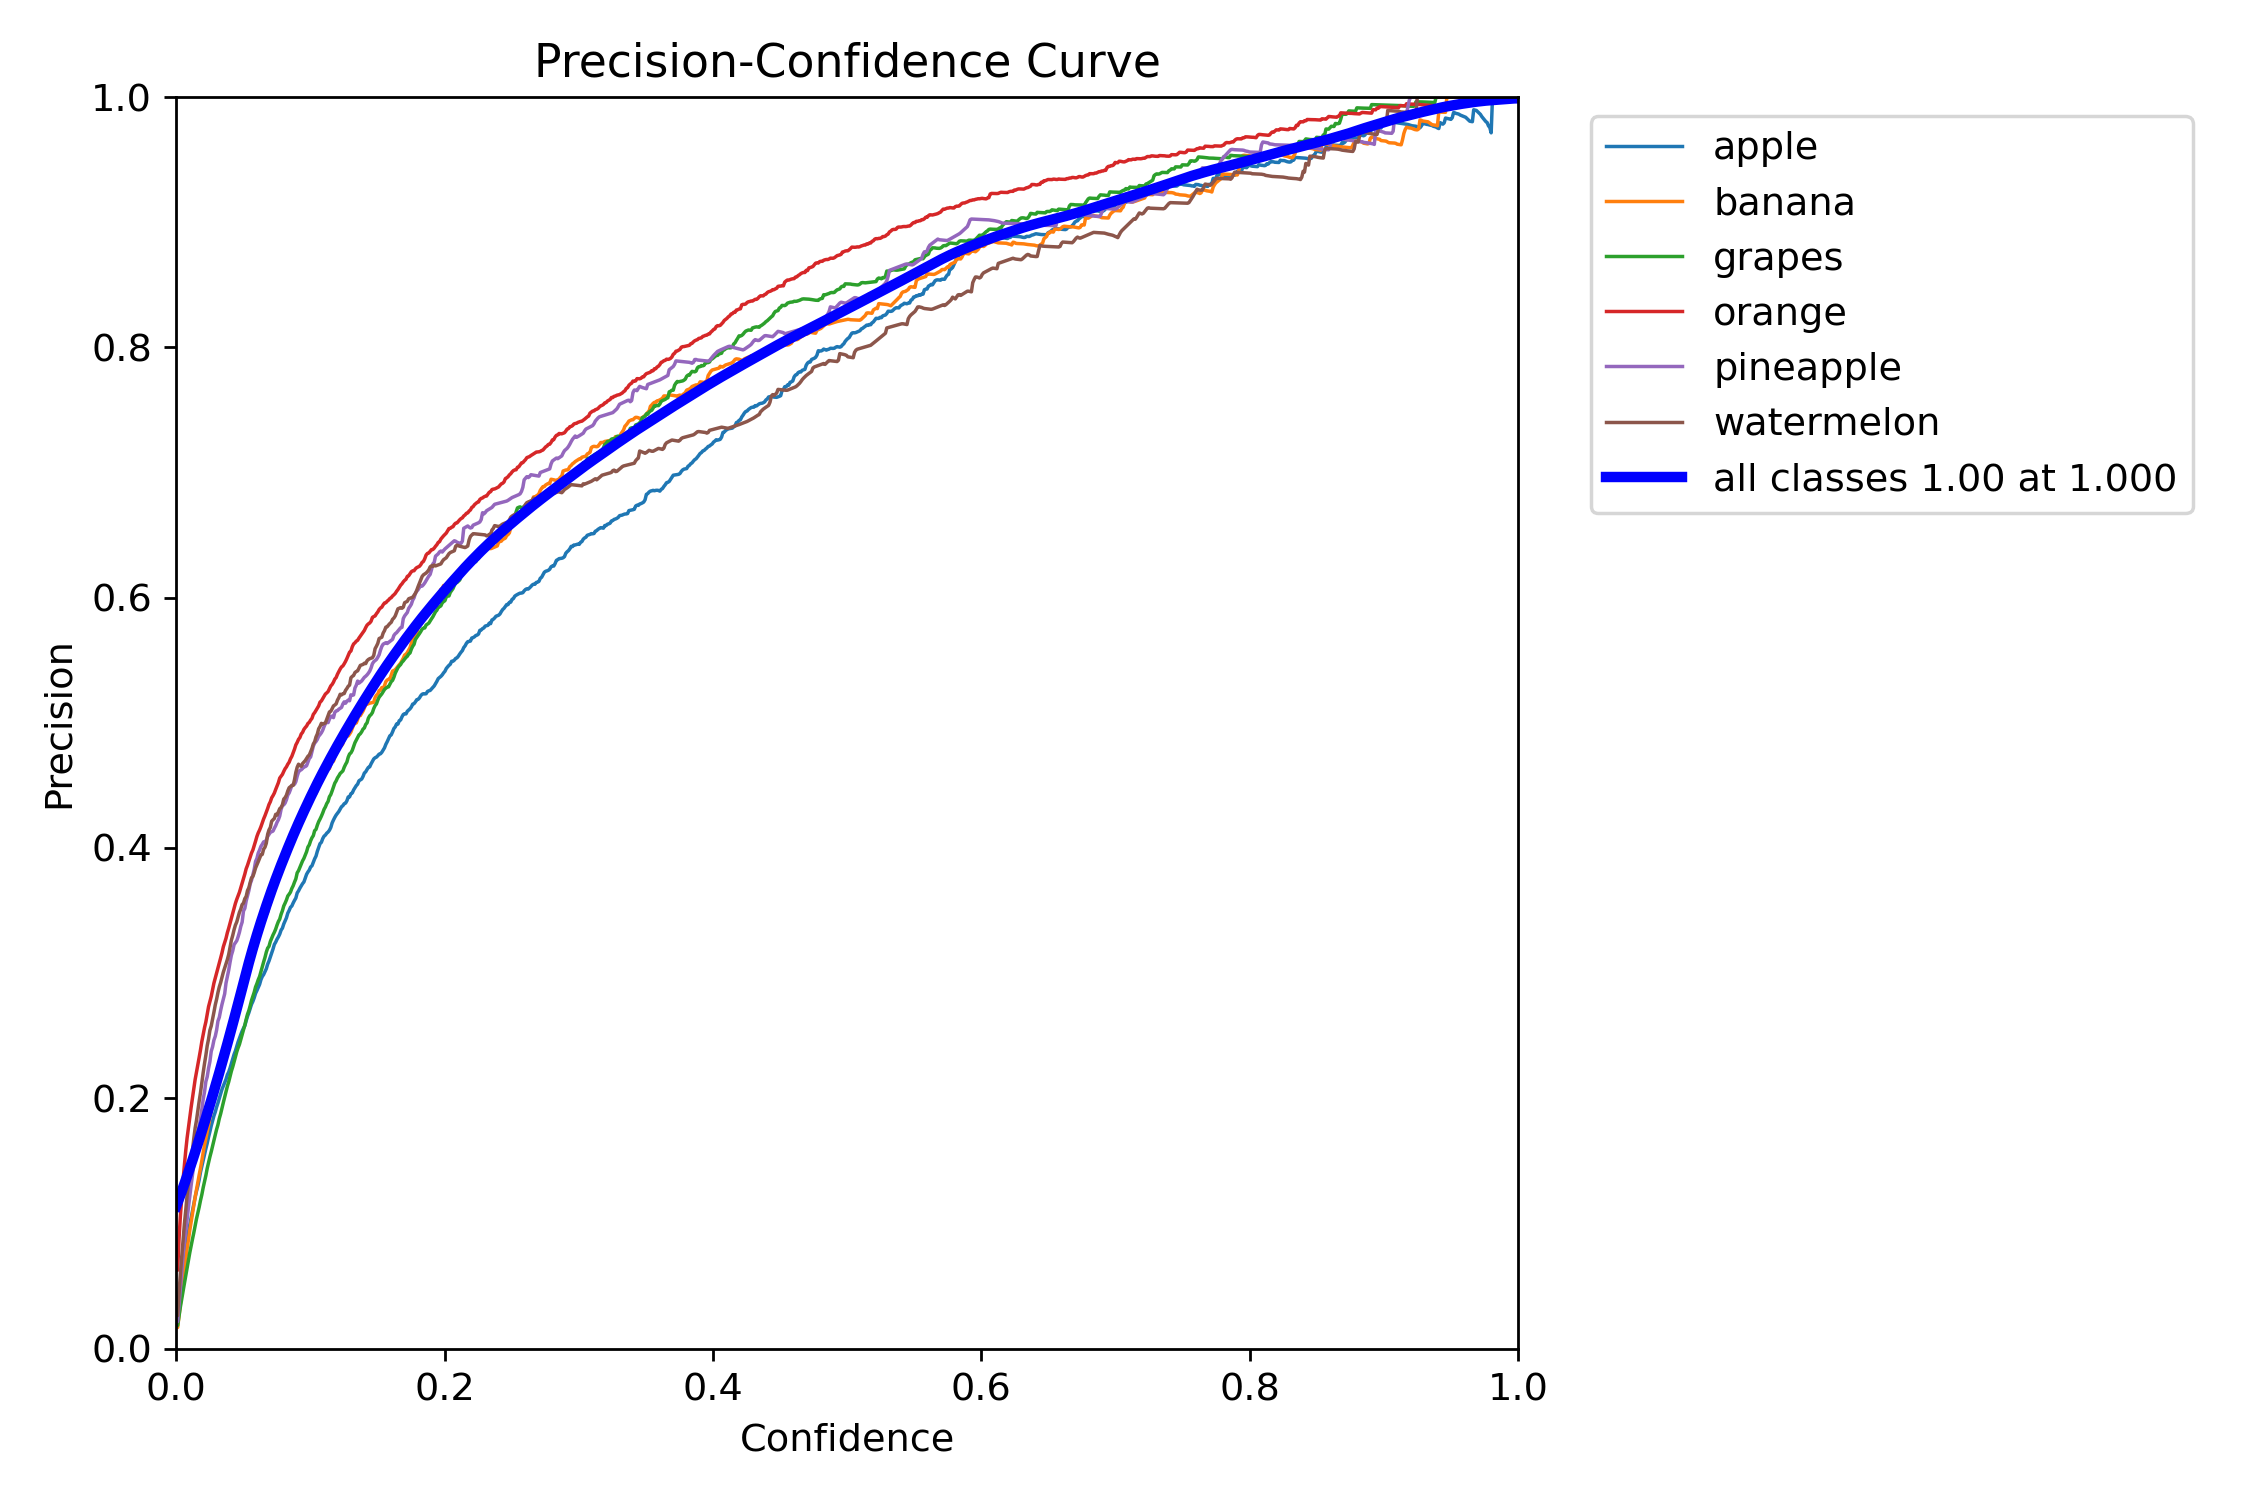 Precision-Confidence Curve
1.0
0.8
0.6
0.4
0.2
0.0
Precision
0.0 0.2 0.4 0.6 0.8 1.0
Confidence
apple
banana
grapes
orange
pineapple
watermelon
all classes 1.00 at 1.000